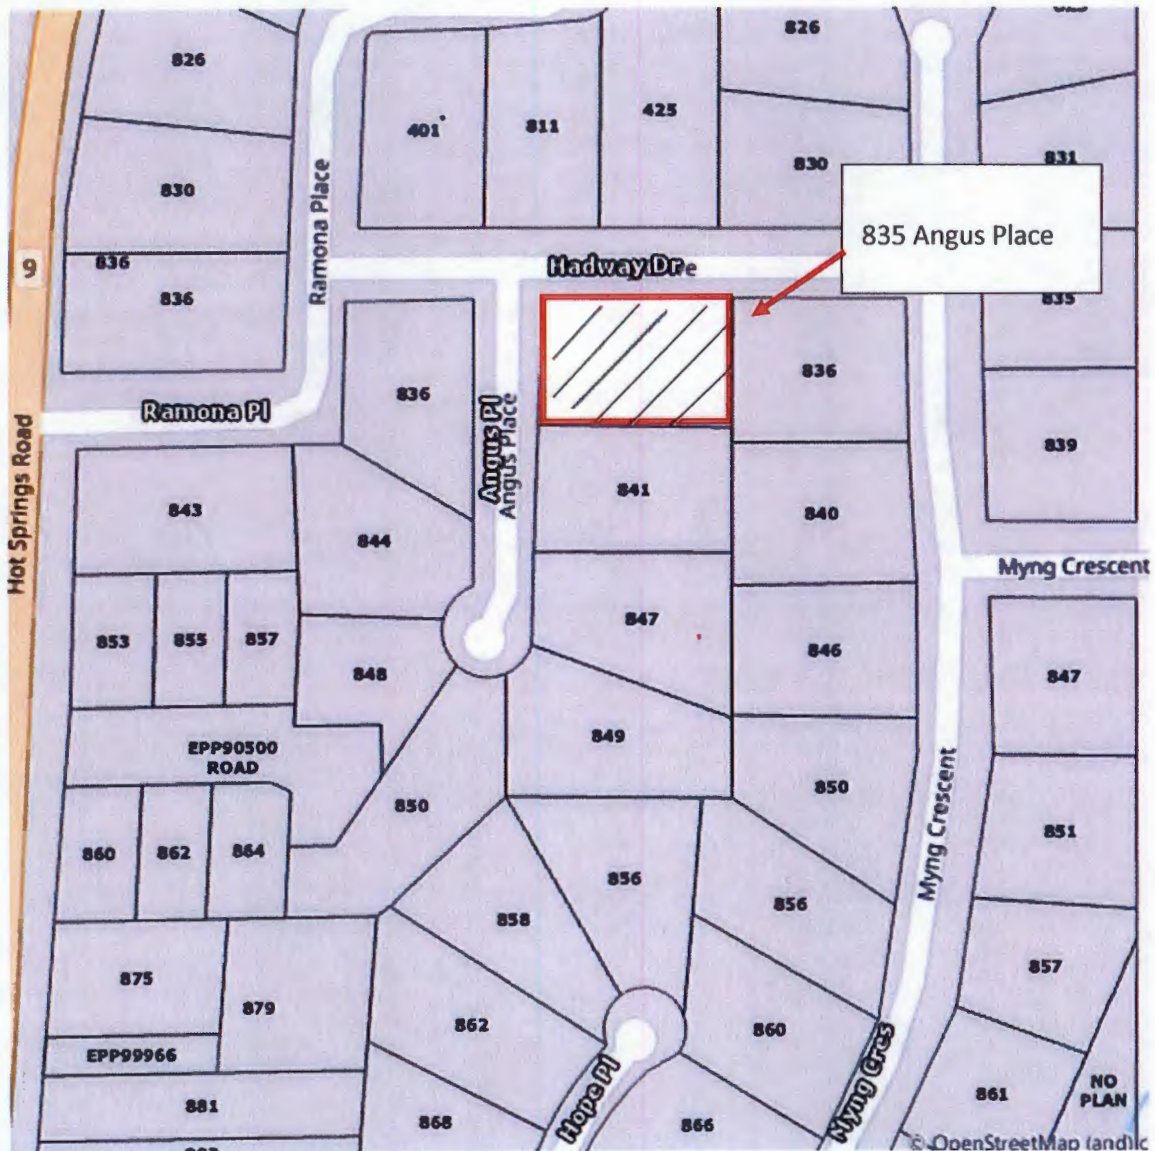 826
826
401
811
425
830
830
831
835 Angus Place
Ramona Place
836
9
836
Hadway Dr
835
836
836
Ramona Pl
Angus Pl
Angus Place
839
841
843
840
844
Hot Springs Road
Myng Crescent
847
853
855
857
846
848
847
849
EPP90500
ROAD
850
850
Myng Crescent
851
860
862
864
856
856
858
857
875
879
862
860
EPP99966
Hope Pl
Myng Cres
861
NO
PLAN
881
868
866
© OpenStreetMap (and)